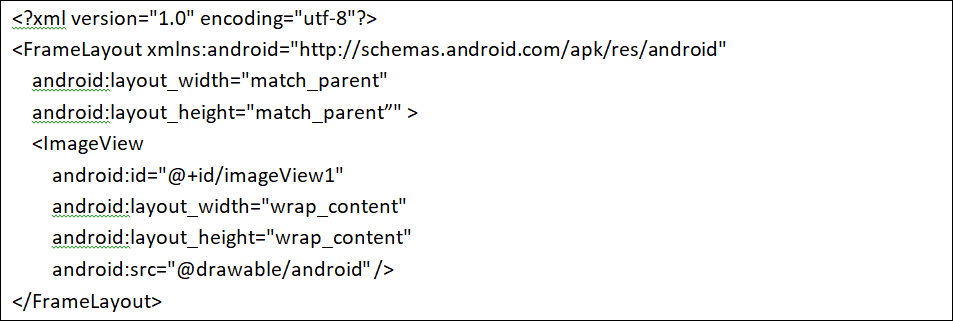 <?xml version="1.0" encoding="utf-8"?>
<FrameLayout xmlns:android="http://schemas.android.com/apk/res/android"
android:layout_width="match_parent"
android:layout_height="match_parent”" >
<ImageView
android:id="@+id/imageView1"
android:layout_width="wrap_content"
android:layout_height="wrap_content"
android:src="@drawable/android" />
</FrameLayout>